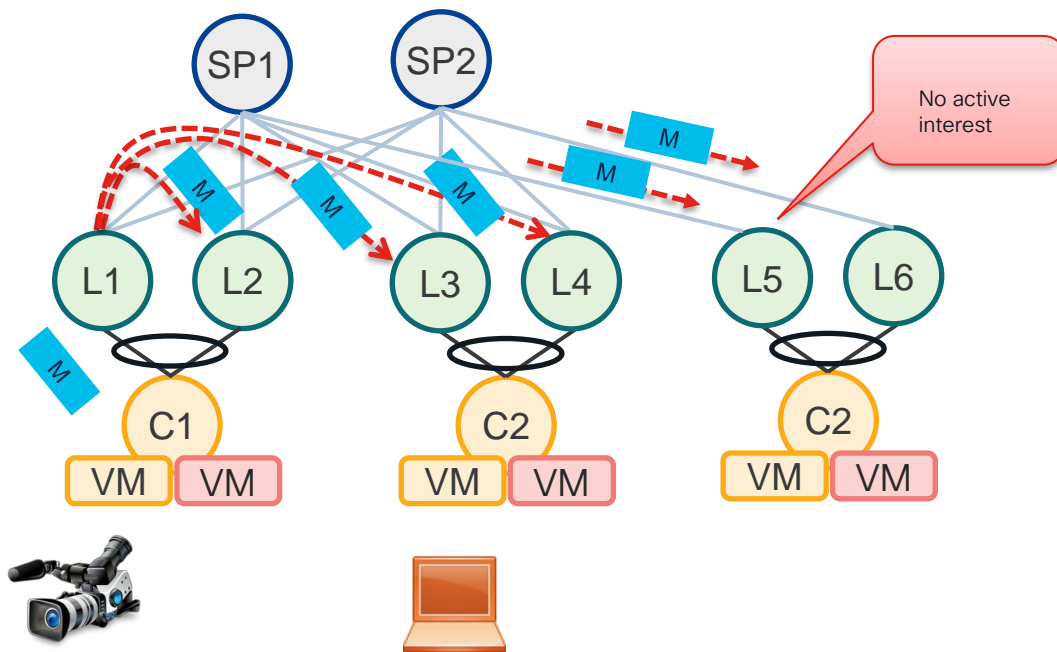 SP1
SP2
No active
interest
M
M
M
M
M
L1
L2
L3
L4
L5
L6
M
C1
C2
C2
VM
VM
VM
VM
VM
VM